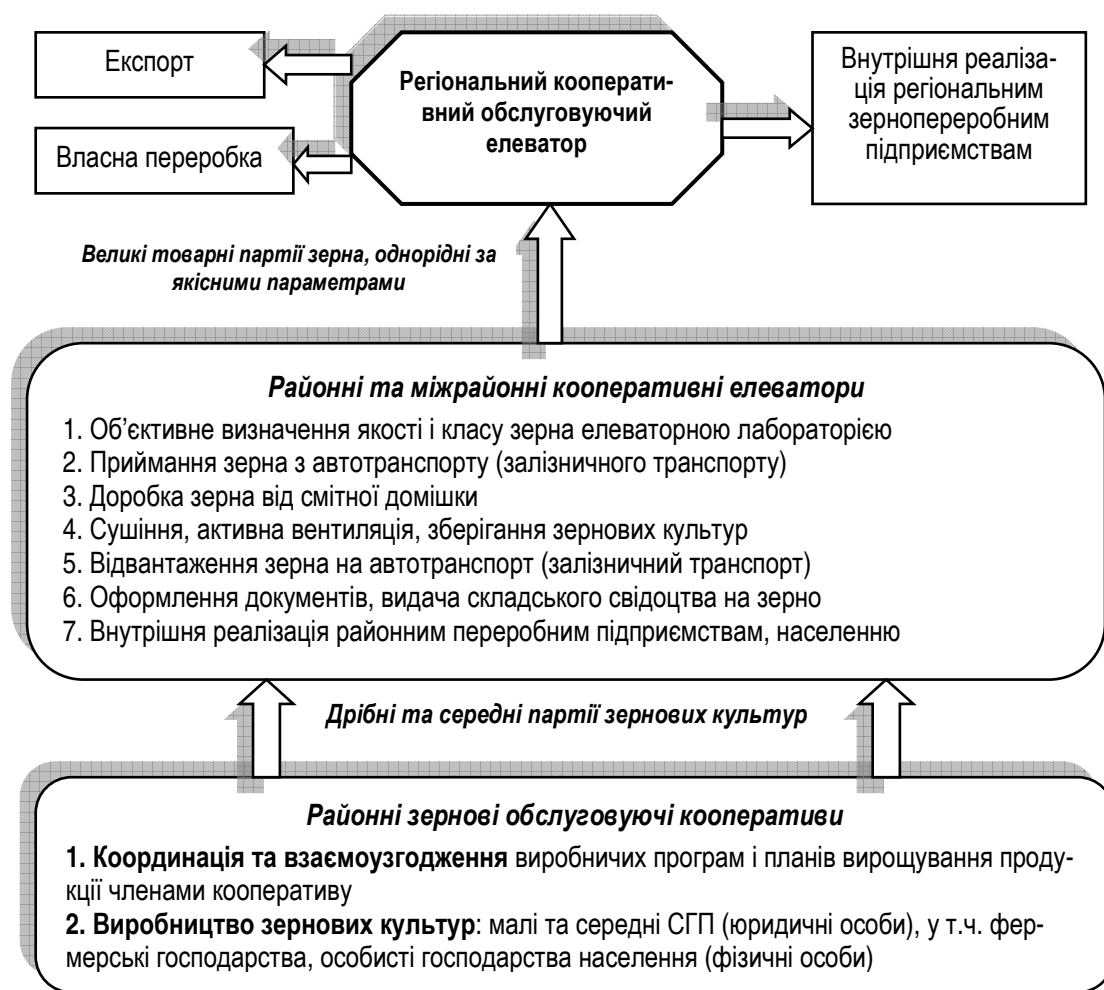 Експорт
Власна переробка
Регіональний кооперати-
вний обслуговуючий
елеватор
Внутрішня реаліза-
ція регіональним
зернопереробним
підприємствам
Великі товарні партії зерна, однорідні за
якісними параметрами
Районні та міжрайонні кооперативні елеватори
1. Об’єктивне визначення якості і класу зерна елеваторною лабораторією
2. Приймання зерна з автотранспорту (залізничного транспорту)
3. Доробка зерна від смітної домішки
4. Сушіння, активна вентиляція, зберігання зернових культур
5. Відвантаження зерна на автотранспорт (залізничний транспорт)
6. Оформлення документів, видача складського свідоцтва на зерно
7. Внутрішня реалізація районним переробним підприємствам, населенню
Дрібні та середні партії зернових культур
Районні зернові обслуговуючі кооперативи
1. Координація та взаємоузгодження виробничих програм і планів вирощування проду-
кції членами кооперативу
2. Виробництво зернових культур: малі та середні СГП (юридичні особи), у т.ч. фер-
мерські господарства, особисті господарства населення (фізичні особи)